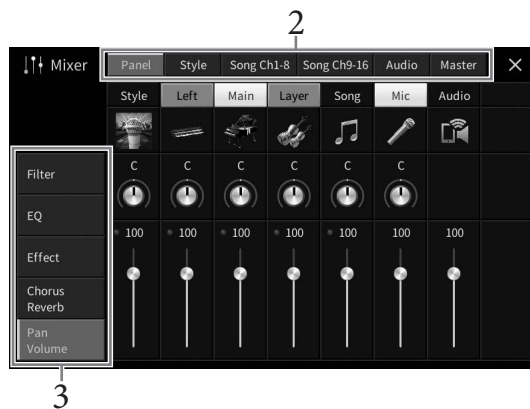 2
Mixer
Panel Style Song Ch1-8 Song Ch9-16 Audio Master ×
Style Left Main Layer Song Mic Audio
Filter
EQ
Effect
Chorus
Reverb
Pan
Volume
C C C C C C
100 100 100 100 100 100 100
3